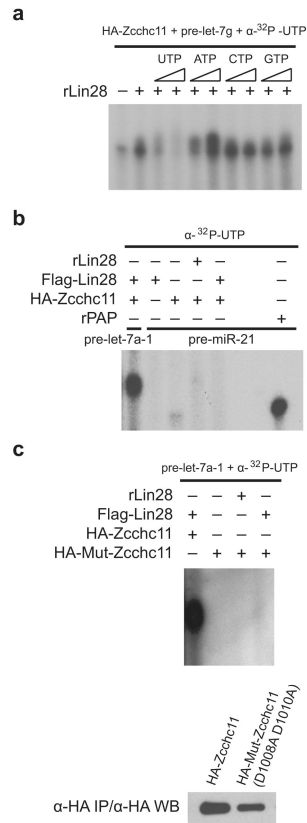 a
HA-Zcchc11 + pre-let-7g + α-³²P -UTP
UTP ATP CTP GTP
rLin28 − + + + + + + + + +
b
α-³²P-UTP
rLin28 − − − + − −
Flag-Lin28 + + − − + −
HA-Zcchc11 + − + + + −
rPAP − − − − − +
pre-let-7a-1 pre-miR-21
c
pre-let-7a-1 + α-³²P-UTP
rLin28 − − + −
Flag-Lin28 + − − +
HA-Zcchc11 + − − −
HA-Mut-Zcchc11 − + + +
HA-Zcchc11
HA-Mut-Zcchc11
(D1008A D1010A)
α-HA IP/α-HA WB